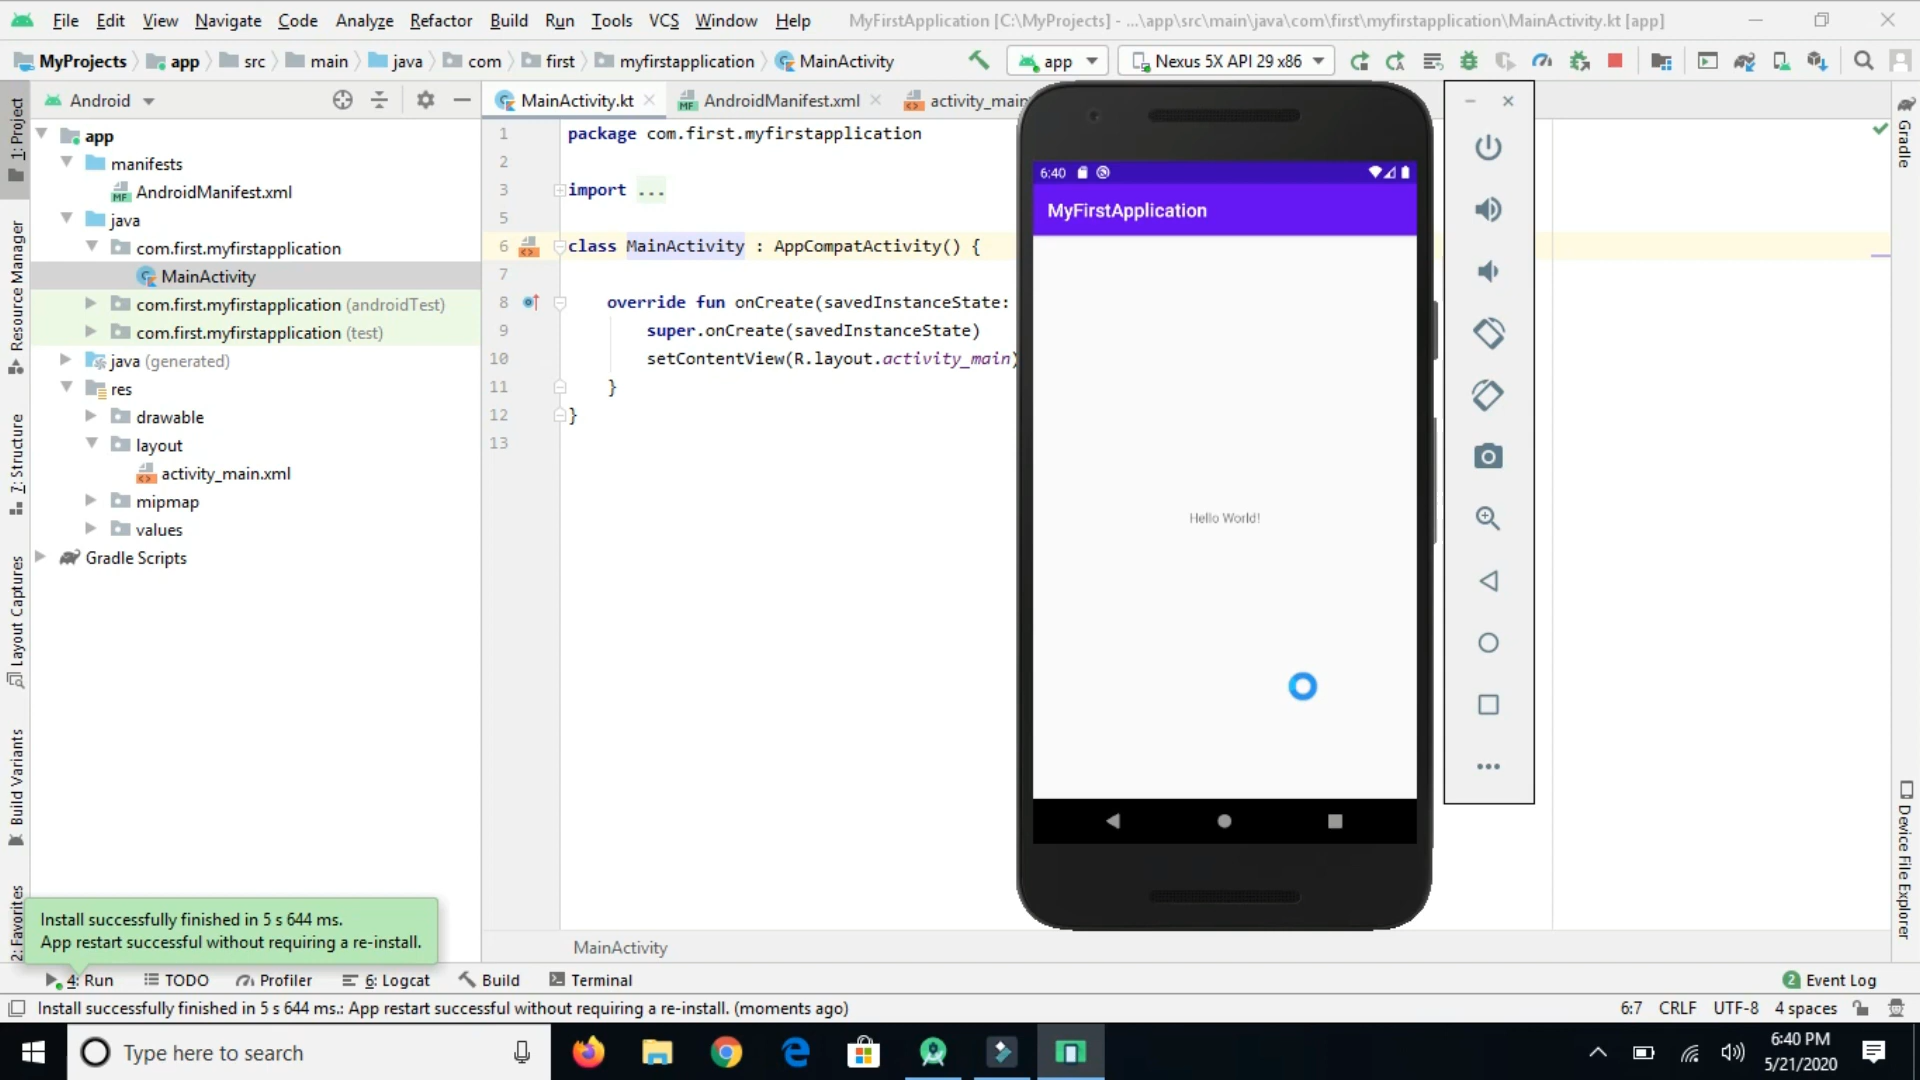 File Edit View Navigate Code Analyze Refactor Build Run Tools VCS Window Help MyFirstApplication [C:\MyProjects] - ...\app\src\main\java\com\first\myfirstapplication\MainActivity.kt [app]
MyProjects app src main java com first myfirstapplication MainActivity app Nexus 5X API 29 x86
Android
MainActivity.kt AndroidManifest.xml activity_main
1: Project
Resource Manager
7: Structure
Layout Captures
Build Variants
2: Favorites
app
manifests
AndroidManifest.xml
java
com.first.myfirstapplication
MainActivity
com.first.myfirstapplication (androidTest)
com.first.myfirstapplication (test)
java (generated)
res
drawable
layout
activity_main.xml
mipmap
values
Gradle Scripts
1 package com.first.myfirstapplication
2
3 import ...
5
6 class MainActivity : AppCompatActivity() {
7
8 override fun onCreate(savedInstanceState:
9 super.onCreate(savedInstanceState)
10 setContentView(R.layout.activity_main)
11 }
12 }
13
6:40
MyFirstApplication
Hello World!
Gradle
Device File Explorer
Install successfully finished in 5 s 644 ms.
App restart successful without requiring a re-install.
MainActivity
4: Run TODO Profiler 6: Logcat Build Terminal 2 Event Log
Install successfully finished in 5 s 644 ms.: App restart successful without requiring a re-install. (moments ago) 6:7 CRLF UTF-8 4 spaces
Type here to search
6:40 PM
5/21/2020